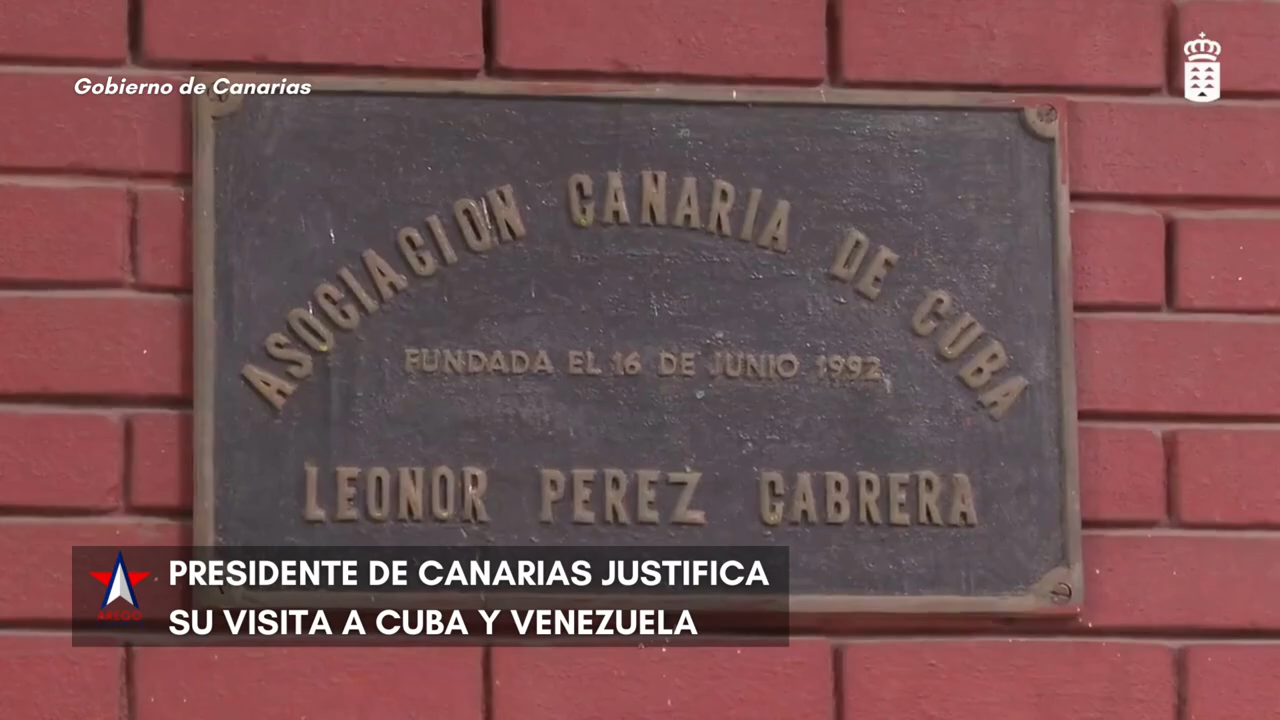 Gobierno de Canarias
ASOCIACION CANARIA DE CUBA
FUNDADA EL 16 DE JUNIO 1992
LEONOR PEREZ CABRERA
PRESIDENTE DE CANARIAS JUSTIFICA
SU VISITA A CUBA Y VENEZUELA